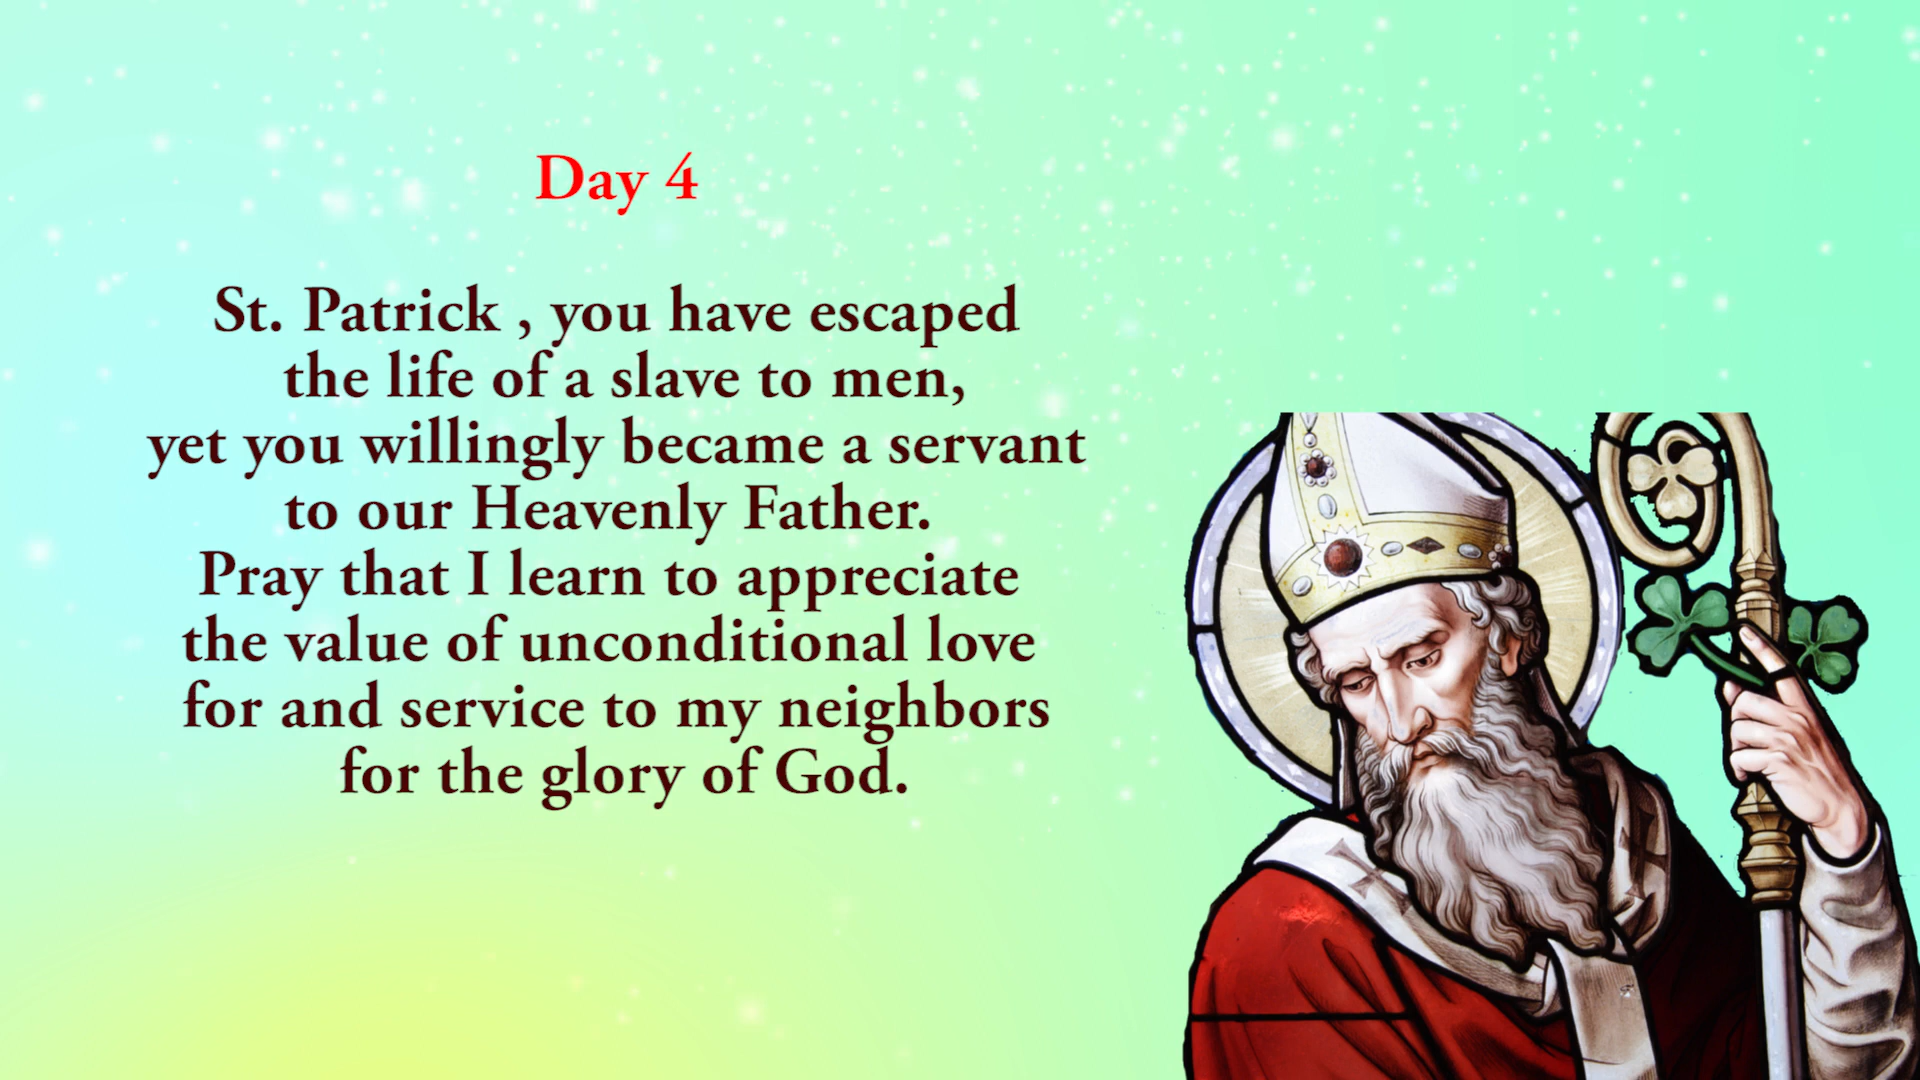 Day 4
St. Patrick , you have escaped
the life of a slave to men,
yet you willingly became a servant
to our Heavenly Father.
Pray that I learn to appreciate
the value of unconditional love
for and service to my neighbors
for the glory of God.